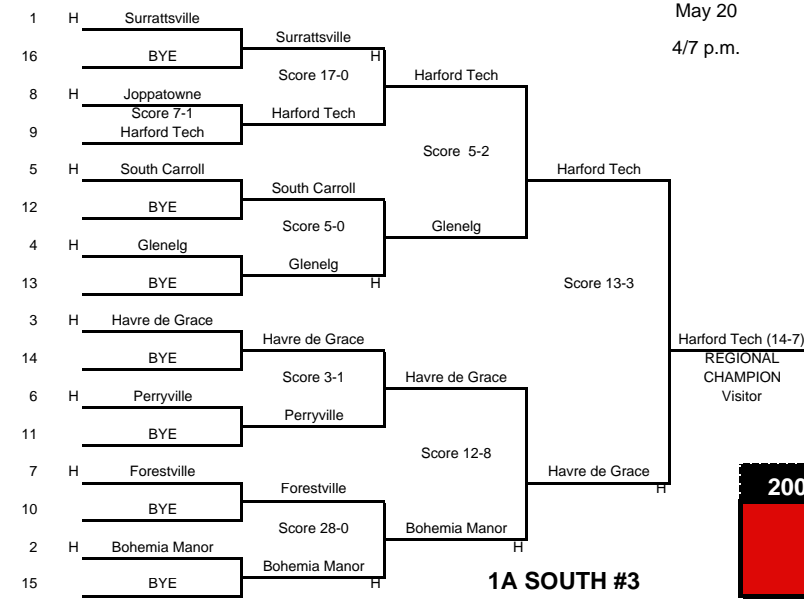 May 20
1 H Surrattsville
Surrattsville
4/7 p.m.
16 BYE H
Score 17-0 Harford Tech
8 H Joppatowne
Score 7-1 Harford Tech
9 Harford Tech
Score 5-2
5 H South Carroll Harford Tech
South Carroll
12 BYE
Score 5-0 Glenelg
4 H Glenelg
Glenelg
13 BYE H Score 13-3
3 H Havre de Grace
Havre de Grace Harford Tech (14-7)
14 BYE REGIONAL
Score 3-1 Havre de Grace CHAMPION
6 H Perryville Visitor
Perryville
11 BYE
Score 12-8
7 H Forestville Havre de Grace
Forestville H 200
10 BYE
Score 28-0 Bohemia Manor
2 H Bohemia Manor H
Bohemia Manor
15 BYE H 1A SOUTH #3